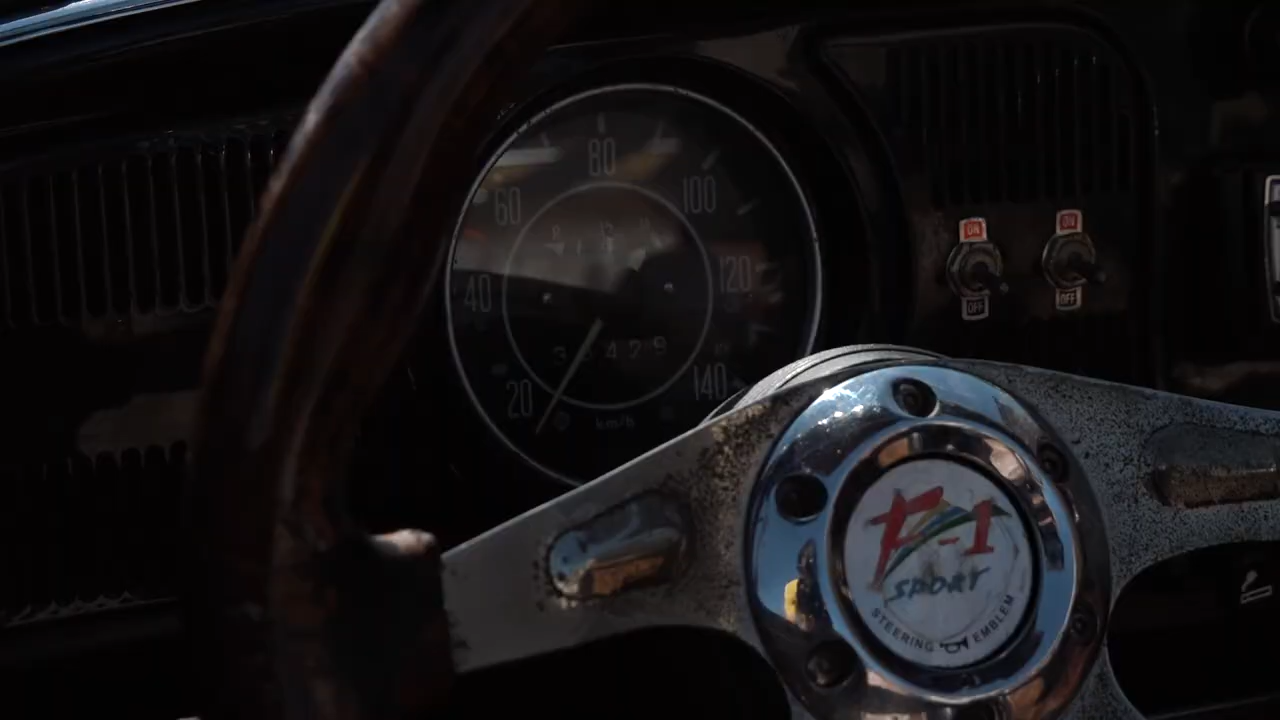 80
60
100
40
120
20
140
km/h
ON
ON
OFF
OFF
F-1
SPORT
STEERING EMBLEM